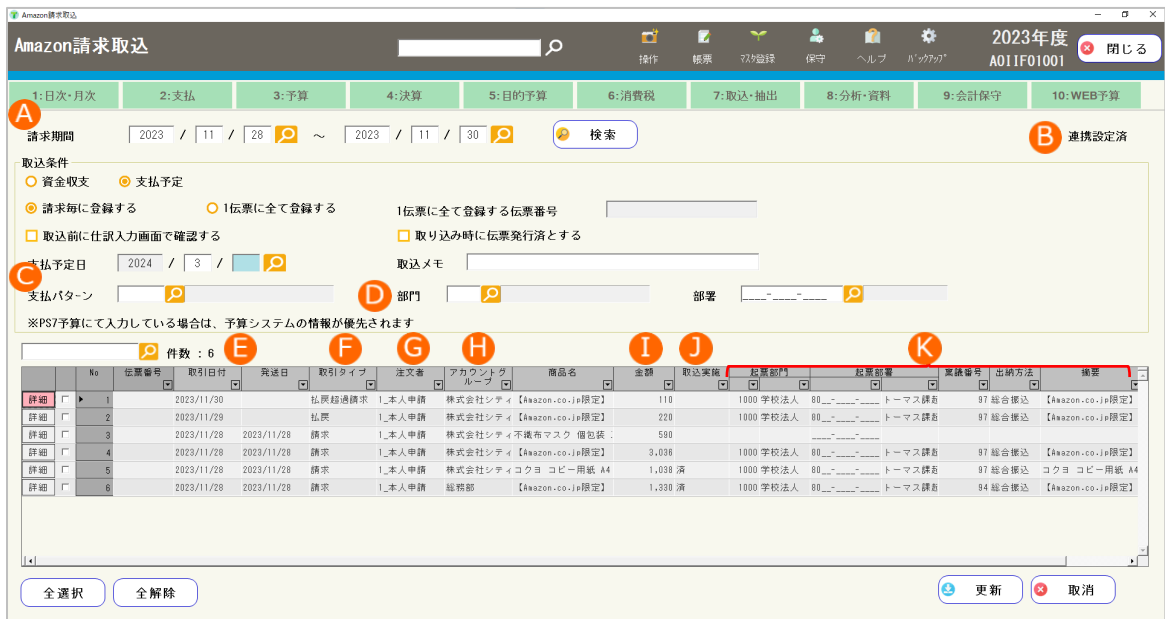 Amazon請求取込
Amazon請求取込 操作 帳票 マスタ登録 保守 ヘルプ バックアップ 2023年度 A0IIF01001 閉じる
1:日次・月次 2:支払 3:予算 4:決算 5:目的予算 6:消費税 7:取込・抽出 8:分析・資料 9:会計保守 10:WEB予算
A
請求期間 2023 / 11 / 28 ～ 2023 / 11 / 30 検索 B 連携設定済
取込条件
資金収支 支払予定
請求毎に登録する 1伝票に全て登録する 1伝票に全て登録する伝票番号
取込前に仕訳入力画面で確認する 取り込み時に伝票発行済とする
支払予定日 2024 / 3 / 取込メモ
C
支払パターン D 部門 部署 ____-____-____
※PS7予算にて入力している場合は、予算システムの情報が優先されます
件数 : 6 E F G H I J K
No 伝票番号 取引日付 発送日 取引タイプ 注文者 アカウントグループ 商品名 金額 取込実施 起票部門 起票部署 稟議番号 出納方法 摘要
詳細 1 2023/11/30 払戻超過請求 1_本人申請 株式会社シティ 【Amazon.co.jp限定】 110 1000 学校法人 80__-____-____ トーマス課長 97 総合振込 【Amazon.co.jp限定】
詳細 2 2023/11/29 払戻 1_本人申請 株式会社シティ 【Amazon.co.jp限定】 220 1000 学校法人 80__-____-____ トーマス課長 97 総合振込 【Amazon.co.jp限定】
詳細 3 2023/11/28 2023/11/28 請求 1_本人申請 株式会社シティ 不織布マスク 個包装 590 ____-____-____
詳細 4 2023/11/28 2023/11/28 請求 1_本人申請 株式会社シティ 【Amazon.co.jp限定】 3,036 1000 学校法人 80__-____-____ トーマス課長 97 総合振込 【Amazon.co.jp限定】
詳細 5 2023/11/28 2023/11/28 請求 1_本人申請 株式会社シティ コクヨ コピー用紙 A4 1,038 済 1000 学校法人 80__-____-____ トーマス課長 97 総合振込 コクヨ コピー用紙 A4
詳細 6 2023/11/28 2023/11/28 請求 1_本人申請 総務部 【Amazon.co.jp限定】 1,330 済 1000 学校法人 80__-____-____ トーマス課長 94 総合振込 【Amazon.co.jp限定】
全選択 全解除 更新 取消